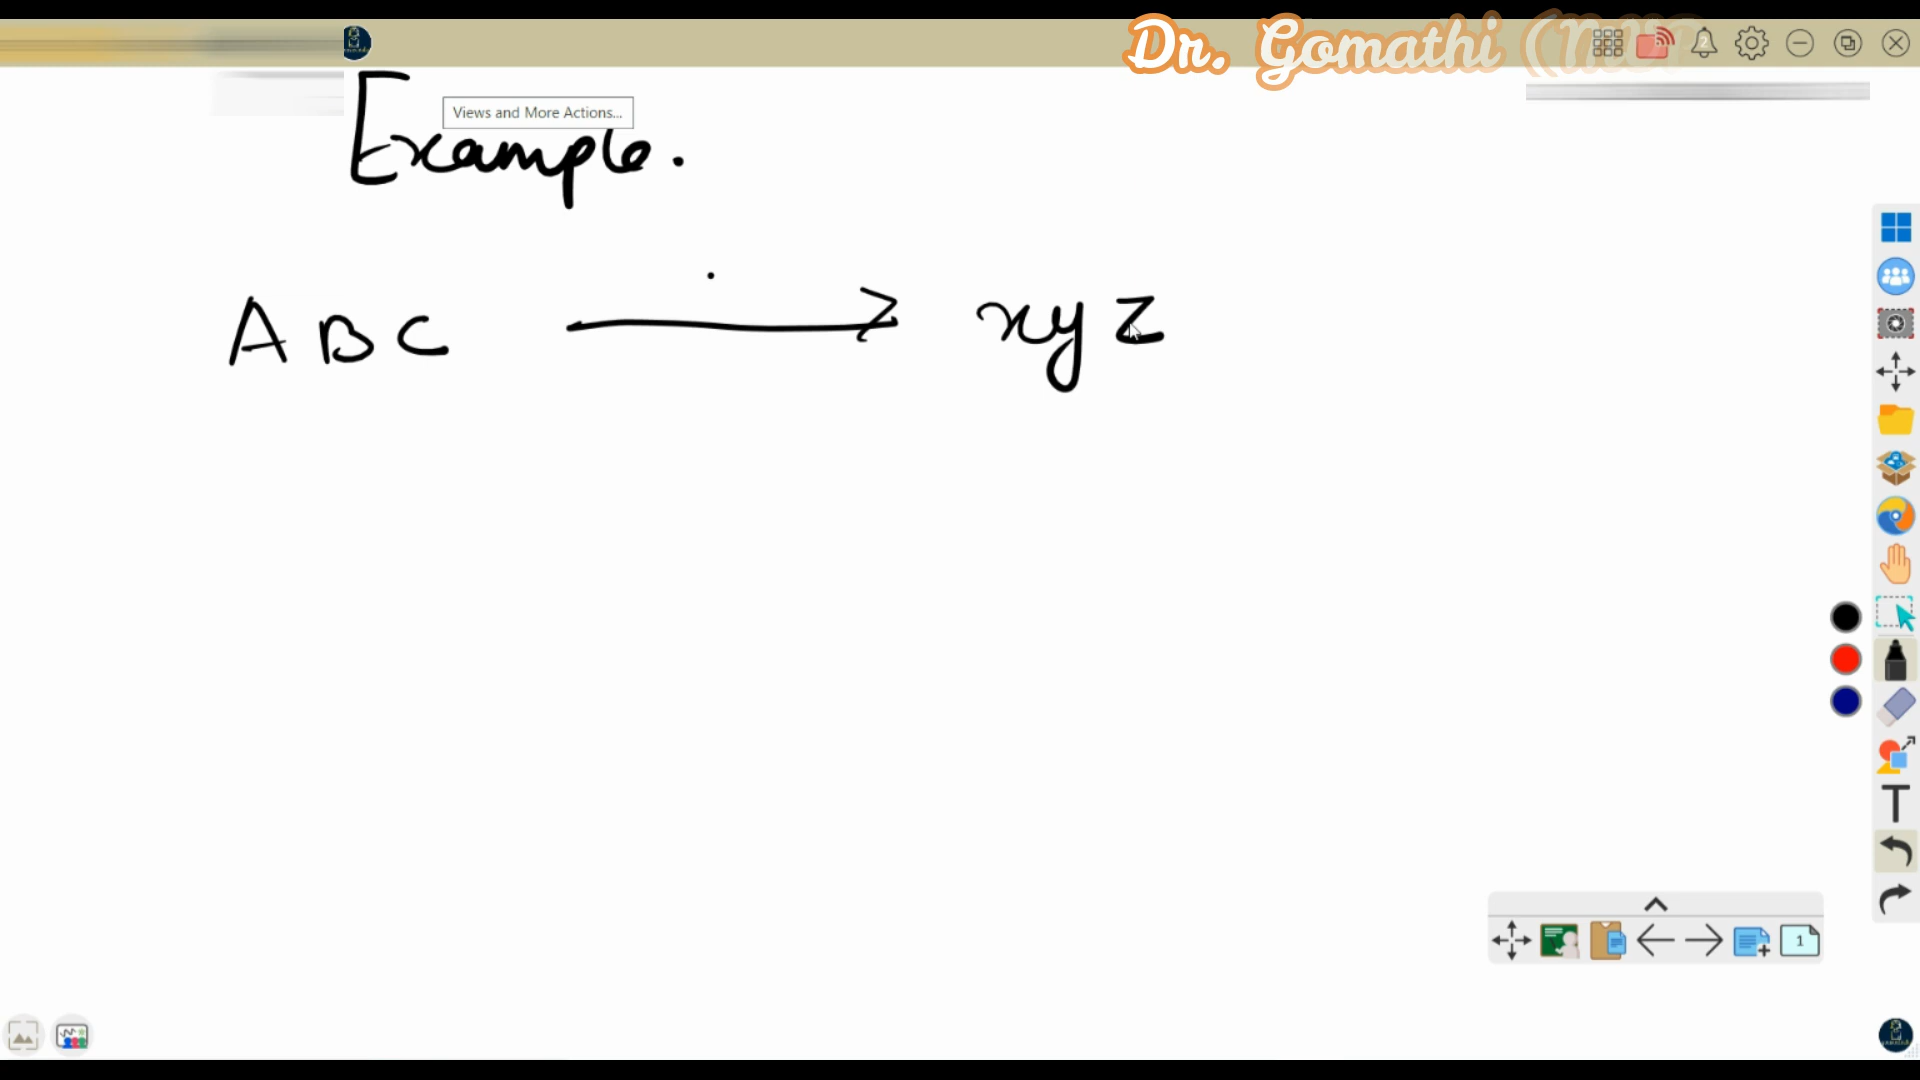 Dr. Gomathi
Views and More Actions...
Example.
A B C → xyz
T
1